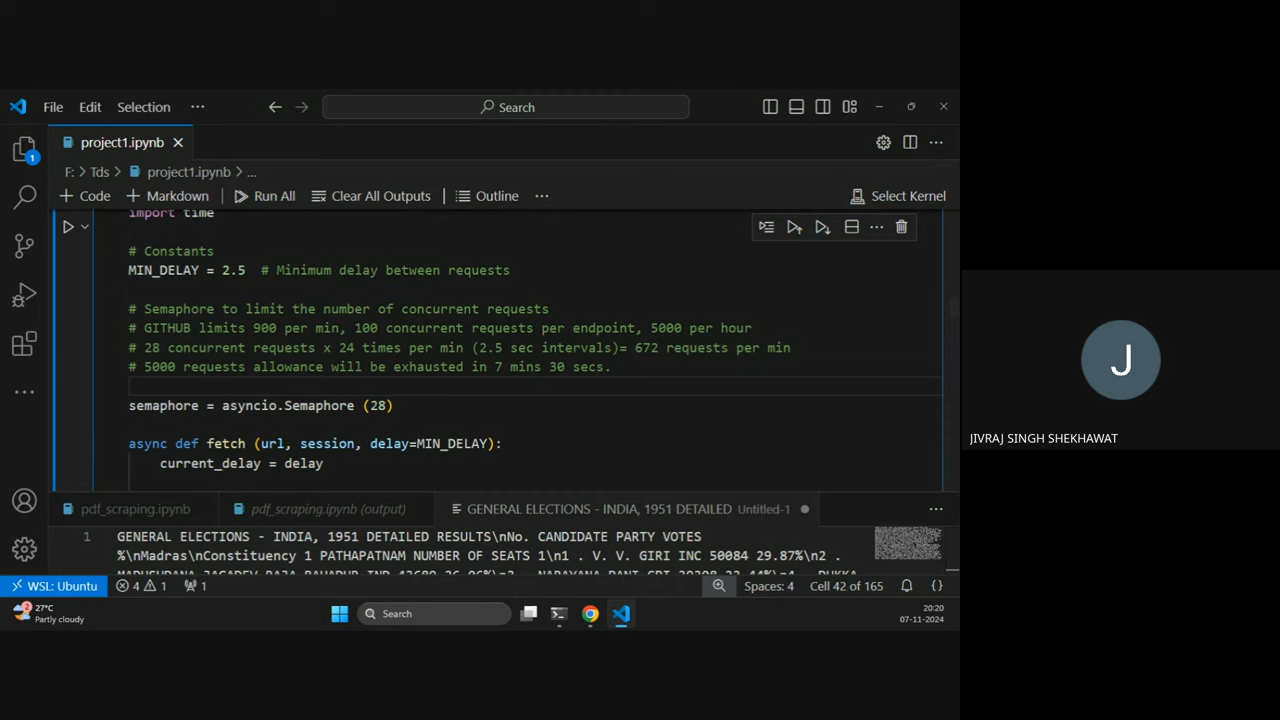 File Edit Selection ··· Search
project1.ipynb
F: > Tds > project1.ipynb > ...
+ Code + Markdown Run All Clear All Outputs Outline ··· Select Kernel
import time
# Constants
MIN_DELAY = 2.5 # Minimum delay between requests
# Semaphore to limit the number of concurrent requests
# GITHUB limits 900 per min, 100 concurrent requests per endpoint, 5000 per hour
# 28 concurrent requests x 24 times per min (2.5 sec intervals)= 672 requests per min
# 5000 requests allowance will be exhausted in 7 mins 30 secs.
semaphore = asyncio.Semaphore (28)
async def fetch (url, session, delay=MIN_DELAY):
current_delay = delay
pdf_scraping.ipynb pdf_scraping.ipynb (output) GENERAL ELECTIONS - INDIA, 1951 DETAILED Untitled-1
1 GENERAL ELECTIONS - INDIA, 1951 DETAILED RESULTS\nNo. CANDIDATE PARTY VOTES
%\nMadras\nConstituency 1 PATHAPATNAM NUMBER OF SEATS 1\n1 . V. V. GIRI INC 50084 29.87%\n2 .
WSL: Ubuntu 4 1 1 Spaces: 4 Cell 42 of 165 {}
2 27°C
Partly cloudy
Search
20:20
07-11-2024
1
J
JIVRAJ SINGH SHEKHAWAT